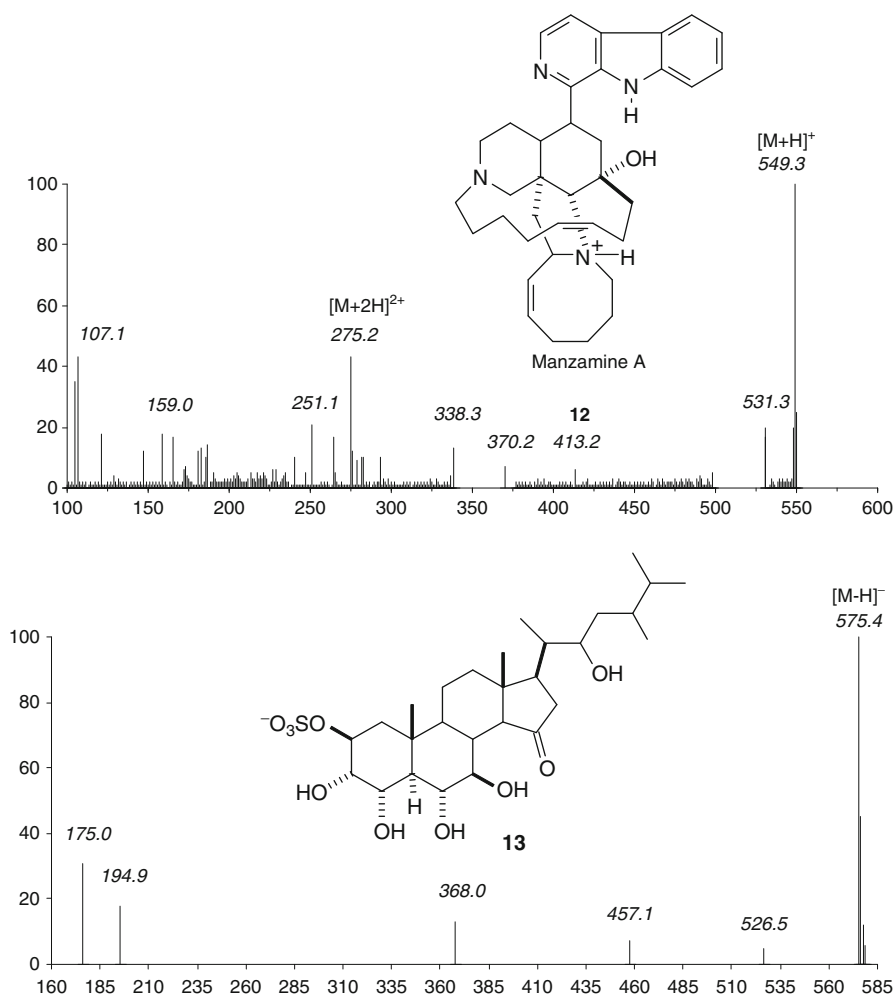 N
N
H
OH
N
N
+
H
Manzamine A
12
[M+H]+
549.3
100
80
60
40
20
0
107.1
159.0
251.1
[M+2H]2+
275.2
338.3
370.2
413.2
531.3
100 150 200 250 300 350 400 450 500 550 600
[M-H]−
575.4
100
80
60
40
20
0
OH
−O3SO
HO
H
OH
O
OH
OH
13
175.0
194.9
368.0
457.1
526.5
160 185 210 235 260 285 310 335 360 385 410 435 460 485 510 535 560 585